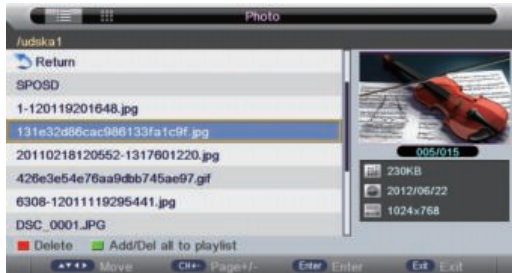 Photo
/udska1
Return
SPOSD
1-120119201648.jpg
131e32d86cac986133fa1c9f.jpg
20110218120552-1317601220.jpg
426e3e54e76aa9dbb745ae97.gif
6308-12011119295441.jpg
DSC_0001.JPG
005/015
230KB
2012/06/22
1024x768
Delete Add/Del all to playlist
Move CH+- Page+/- Enter Enter Exit Exit